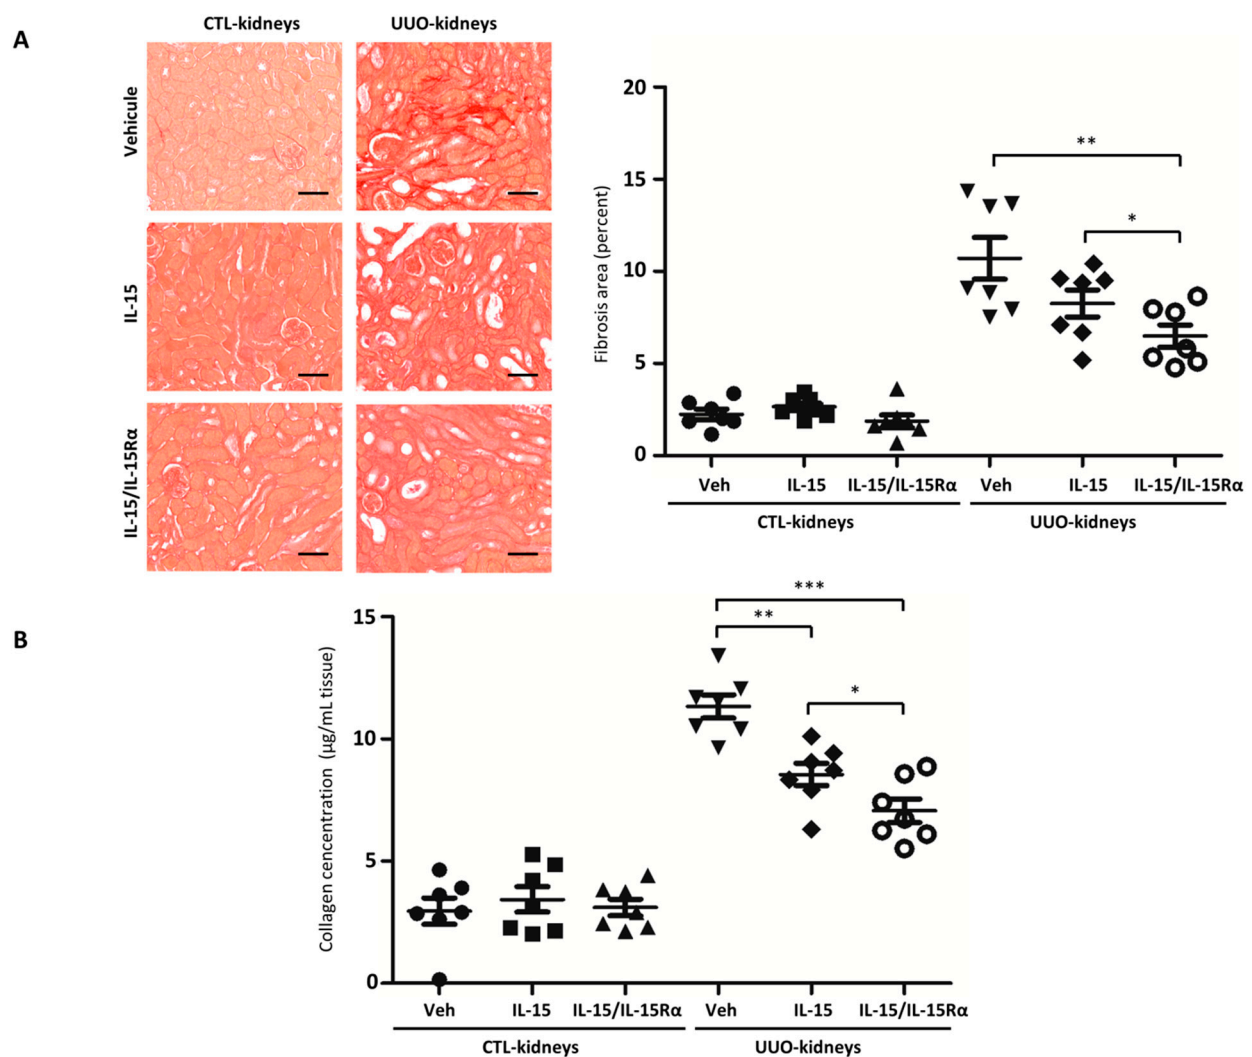 A
CTL-kidneys
UUO-kidneys
Vehicule
IL-15
IL-15/IL-15Rα
Fibrosis area (percent)
20
15
10
5
0
**
*
Veh
IL-15
IL-15/IL-15Rα
Veh
IL-15
IL-15/IL-15Rα
CTL-kidneys
UUO-kidneys
B
Collagen cencentration (µg/mL tissue)
15
10
5
0
***
**
*
Veh
IL-15
IL-15/IL-15Rα
Veh
IL-15
IL-15/IL-15Rα
CTL-kidneys
UUO-kidneys